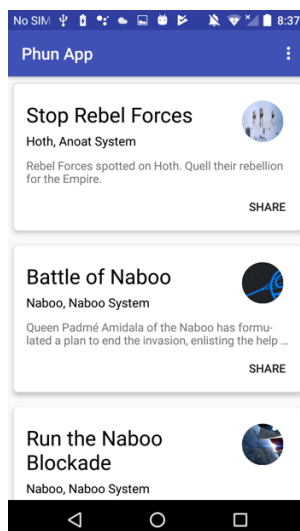 No SIM 8:37
Phun App
Stop Rebel Forces
Hoth, Anoat System
Rebel Forces spotted on Hoth. Quell their rebellion
for the Empire.
SHARE
Battle of Naboo
Naboo, Naboo System
Queen Padmé Amidala of the Naboo has formu-
lated a plan to end the invasion, enlisting the help ...
SHARE
Run the Naboo
Blockade
Naboo, Naboo System